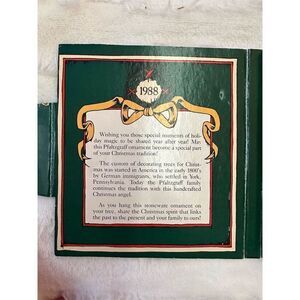 1988
Wishing you those special moments of holi-
day magic to be shared year after year! May
this Pfaltzgraff ornament become a special part
of your Christmas tradition!
The custom of decorating trees for Christ-
mas was started in America in the early 1800's
by German immigrants, who settled in York,
Pennsylvania. Today the Pfaltzgraff family
continues the tradition with this handcrafted
Christmas angel.
As you hang this stoneware ornament on
your tree, share the Christmas spirit that links
the past to the present and your family to ours!